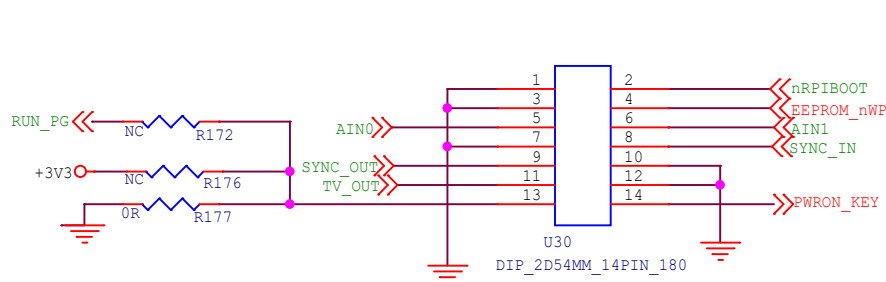 1
2
nRPIBOOT
3
4
EEPROM_nWP
RUN_PG
NC
R172
AIN0
5
6
AIN1
7
8
SYNC_IN
+3V3
NC
R176
SYNC_OUT
9
10
TV_OUT
11
12
0R
R177
13
14
PWRON_KEY
U30
DIP_2D54MM_14PIN_180